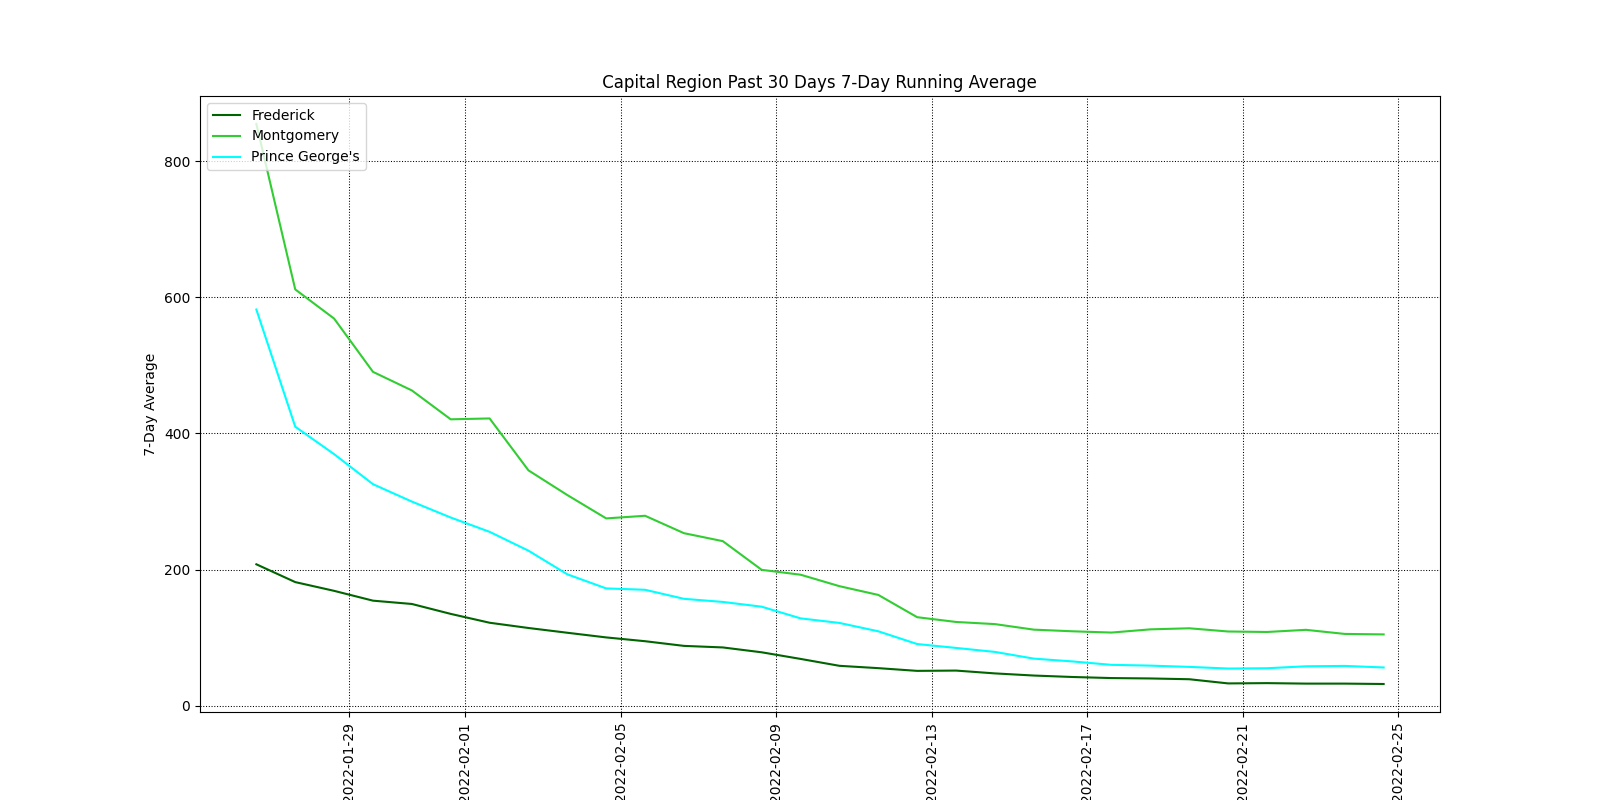 Capital Region Past 30 Days 7-Day Running Average
Frederick
Montgomery
Prince George's
7-Day Average
800
600
400
200
0
2022-01-29
2022-02-01
2022-02-05
2022-02-09
2022-02-13
2022-02-17
2022-02-21
2022-02-25